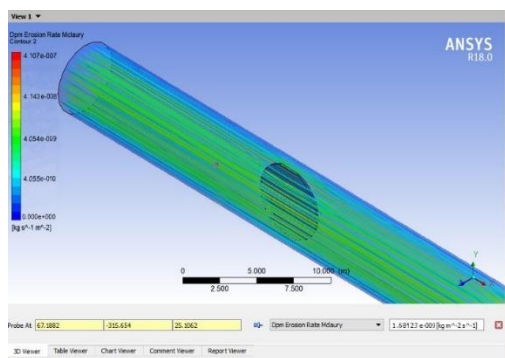 View 1
Dpm Erosion Rate Mclaury
Contour 2
4.107e-007
4.143e-008
4.054e-009
4.055e-010
0.000e+000
[kg s^-1 m^-2]
ANSYS
R18.0
0 5.000 10.000 (m)
2.500 7.500
Y
Probe At 67.1882 -315.654 25.1062 Dpm Erosion Rate Mclaury 1.69123 e-009 [kg m^-2 s^-1]
3D Viewer Table Viewer Chart Viewer Comment Viewer Report Viewer